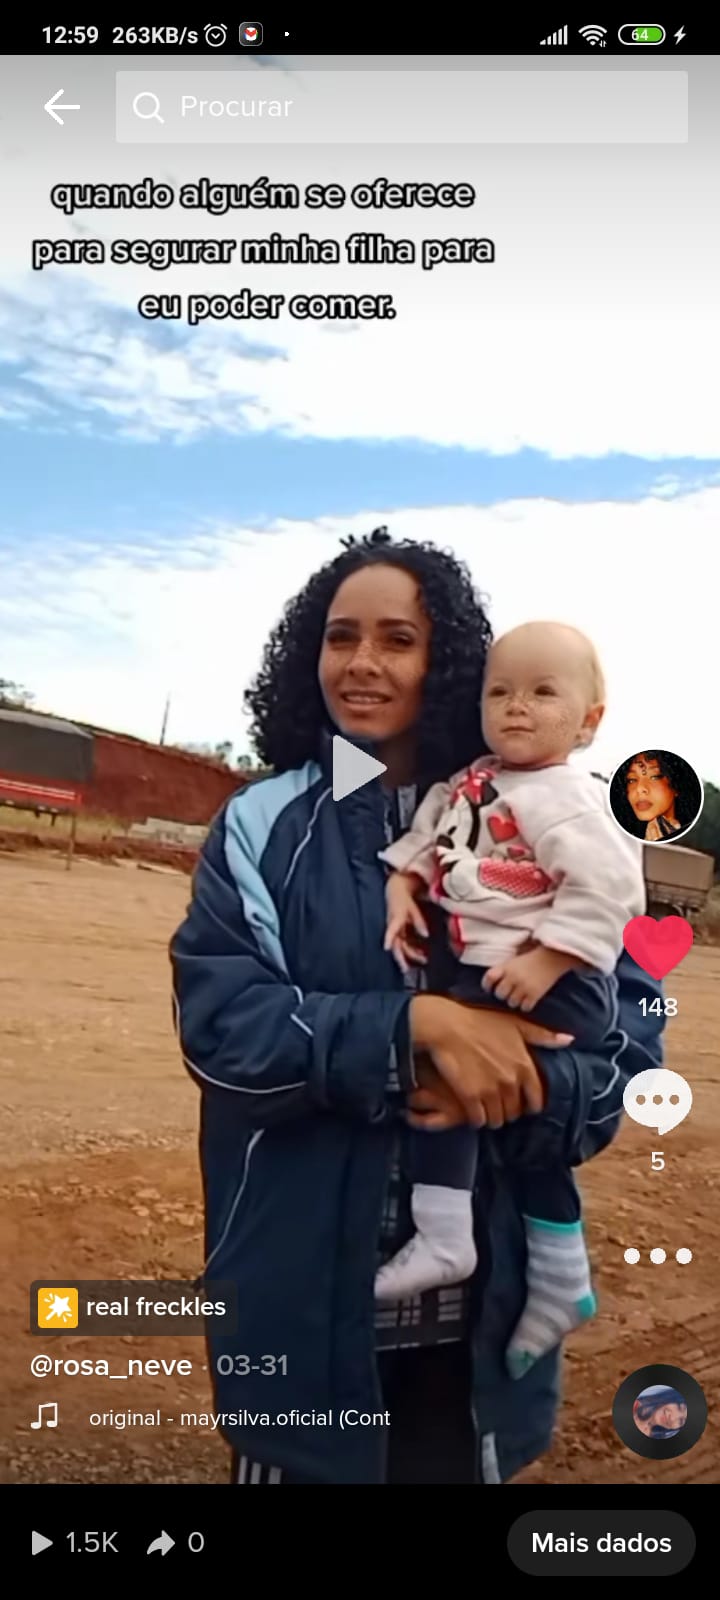 12:59 263KB/s 64
Procurar
quando alguém se oferece
para segurar minha filha para
eu poder comer.
148
5
real freckles
@rosa_neve · 03-31
original - mayrsilva.oficial (Cont
1.5K 0 Mais dados